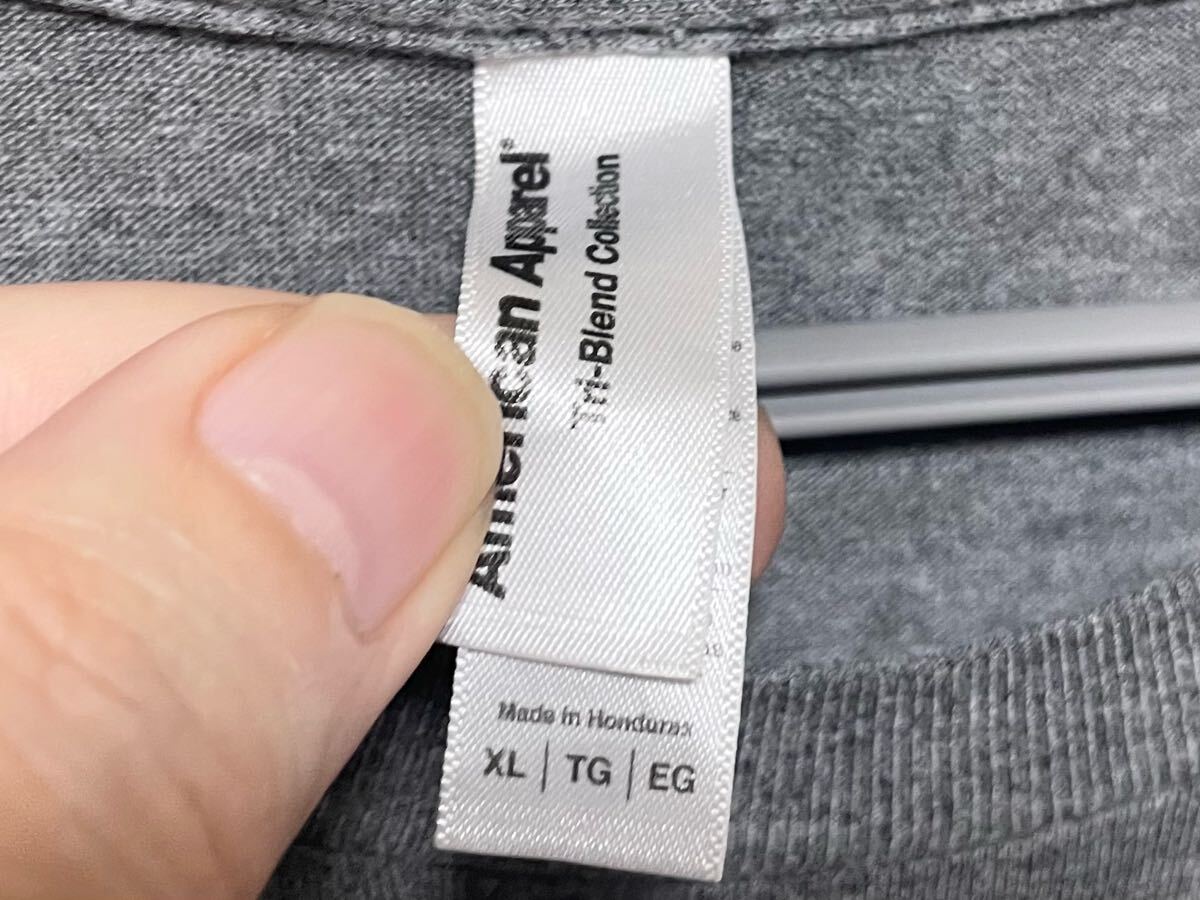 American Apparel®
Tri-Blend Collection
Made in Honduras
XL | TG | EG